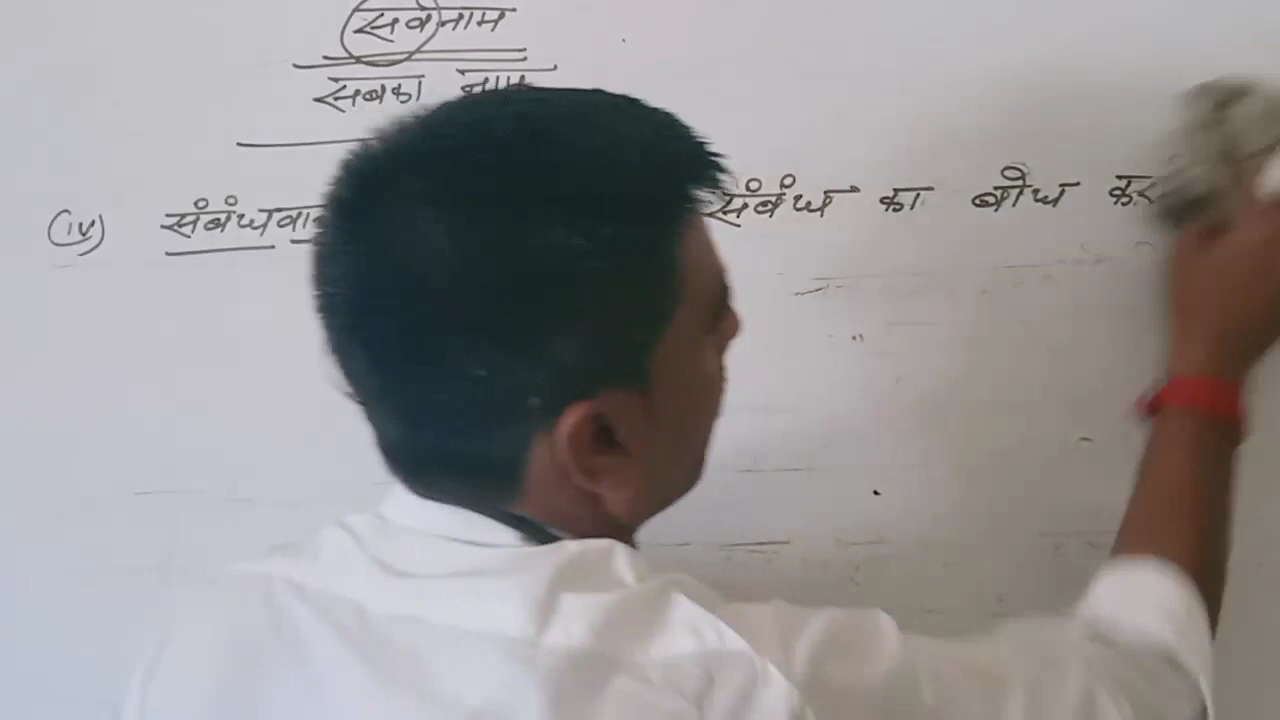 सर्वनाम
सबका नाम
(iv) संबंधवा संबंध का बोध कर